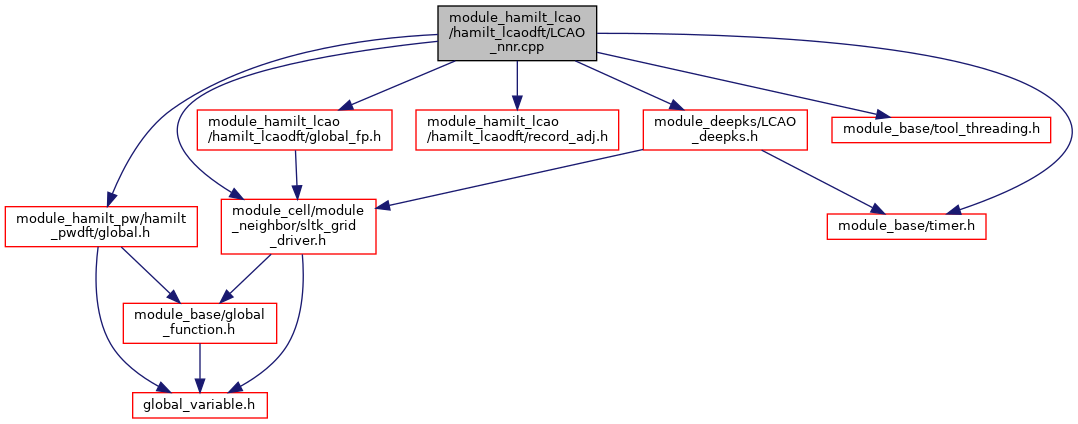 module_hamilt_lcao
/hamilt_lcaodft/LCAO
_nnr.cpp
module_hamilt_lcao
/hamilt_lcaodft/global_fp.h
module_hamilt_lcao
/hamilt_lcaodft/record_adj.h
module_deepks/LCAO
_deepks.h
module_base/tool_threading.h
module_hamilt_pw/hamilt
_pwdft/global.h
module_cell/module
_neighbor/sltk_grid
_driver.h
module_base/timer.h
module_base/global
_function.h
global_variable.h